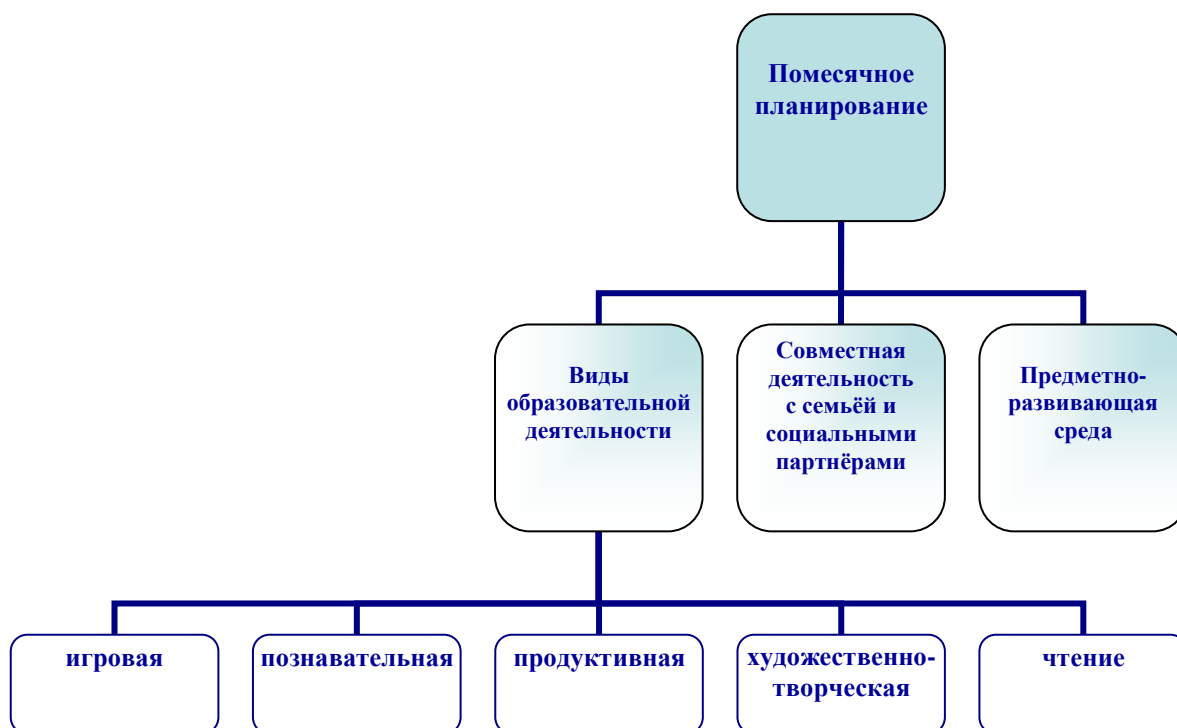 Помесячное
планирование
Виды
образовательной
деятельности
Совместная
деятельность
с семьёй и
социальными
партнёрами
Предметно-
развивающая
среда
игровая
познавательная
продуктивная
художественно-
творческая
чтение